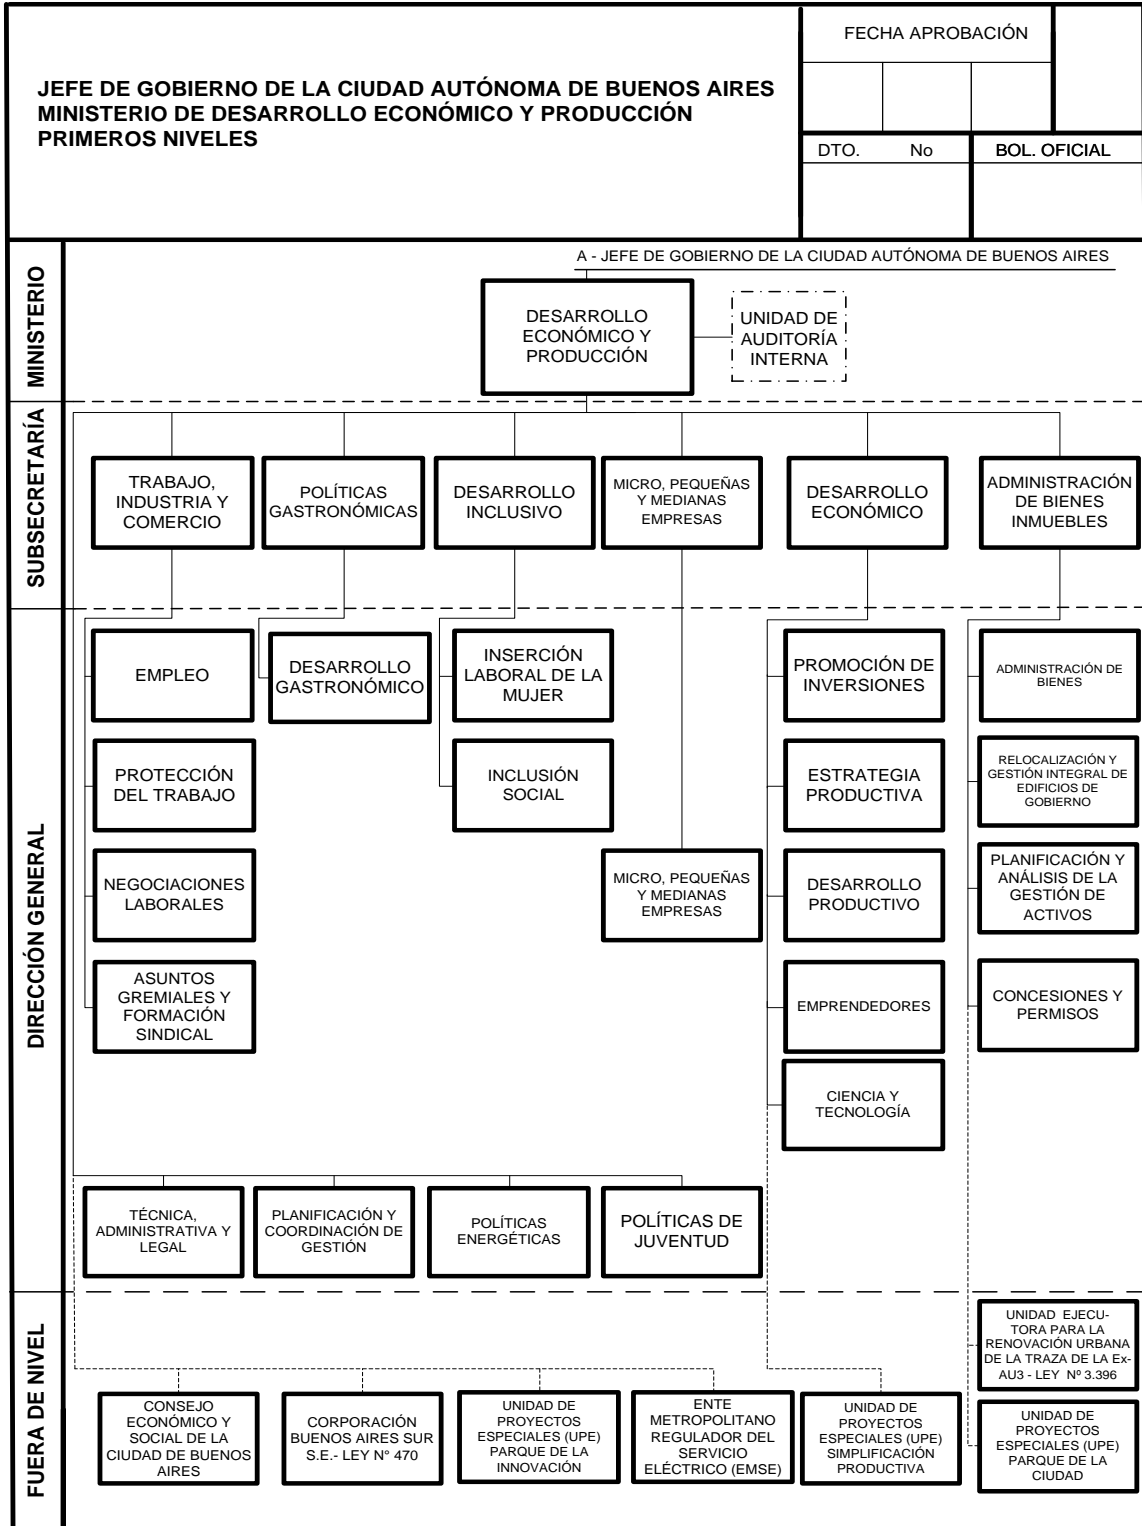 JEFE DE GOBIERNO DE LA CIUDAD AUTÓNOMA DE BUENOS AIRES
MINISTERIO DE DESARROLLO ECONÓMICO Y PRODUCCIÓN
PRIMEROS NIVELES
FECHA APROBACIÓN
DTO. No
BOL. OFICIAL
MINISTERIO
A - JEFE DE GOBIERNO DE LA CIUDAD AUTÓNOMA DE BUENOS AIRES
DESARROLLO
ECONÓMICO Y
PRODUCCIÓN
UNIDAD DE
AUDITORÍA
INTERNA
SUBSECRETARÍA
TRABAJO,
INDUSTRIA Y
COMERCIO
POLÍTICAS
GASTRONÓMICAS
DESARROLLO
INCLUSIVO
MICRO, PEQUEÑAS
Y MEDIANAS
EMPRESAS
DESARROLLO
ECONÓMICO
ADMINISTRACIÓN
DE BIENES
INMUEBLES
DIRECCIÓN GENERAL
EMPLEO
PROTECCIÓN
DEL TRABAJO
NEGOCIACIONES
LABORALES
ASUNTOS
GREMIALES Y
FORMACIÓN
SINDICAL
DESARROLLO
GASTRONÓMICO
INSERCIÓN
LABORAL DE LA
MUJER
INCLUSIÓN
SOCIAL
MICRO, PEQUEÑAS
Y MEDIANAS
EMPRESAS
PROMOCIÓN DE
INVERSIONES
ESTRATEGIA
PRODUCTIVA
DESARROLLO
PRODUCTIVO
EMPRENDEDORES
CIENCIA Y
TECNOLOGÍA
ADMINISTRACIÓN DE
BIENES
RELOCALIZACIÓN Y
GESTIÓN INTEGRAL DE
EDIFICIOS DE
GOBIERNO
PLANIFICACIÓN Y
ANÁLISIS DE LA
GESTIÓN DE
ACTIVOS
CONCESIONES Y
PERMISOS
TÉCNICA,
ADMINISTRATIVA Y
LEGAL
PLANIFICACIÓN Y
COORDINACIÓN DE
GESTIÓN
POLÍTICAS
ENERGÉTICAS
POLÍTICAS DE
JUVENTUD
FUERA DE NIVEL
CONSEJO
ECONÓMICO Y
SOCIAL DE LA
CIUDAD DE BUENOS
AIRES
CORPORACIÓN
BUENOS AIRES SUR
S.E.- LEY N° 470
UNIDAD DE
PROYECTOS
ESPECIALES (UPE)
PARQUE DE LA
INNOVACIÓN
ENTE
METROPOLITANO
REGULADOR DEL
SERVICIO
ELÉCTRICO (EMSE)
UNIDAD DE
PROYECTOS
ESPECIALES (UPE)
SIMPLIFICACIÓN
PRODUCTIVA
UNIDAD EJECU-
TORA PARA LA
RENOVACIÓN URBANA
DE LA TRAZA DE LA Ex-
AU3 - LEY Nº 3.396
UNIDAD DE
PROYECTOS
ESPECIALES (UPE)
PARQUE DE LA
CIUDAD